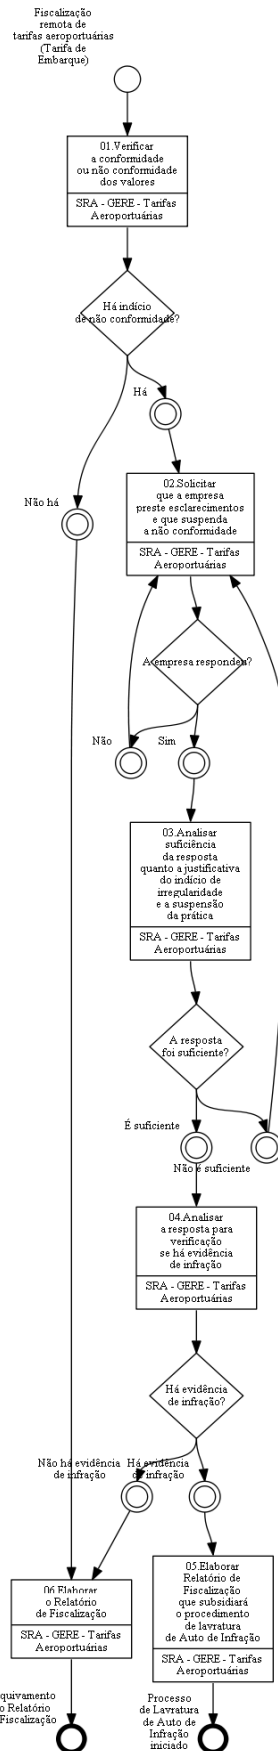 Fiscalização
remota de
tarifas aeroportuárias
(Tarifa de
Embarque)
01.Verificar
a conformidade
ou não conformidade
dos valores
SRA - GERE - Tarifas
Aeroportuárias
Há indício
de não conformidade?
Há
Não há
02.Solicitar
que a empresa
preste esclarecimentos
e que suspenda
a não conformidade
SRA - GERE - Tarifas
Aeroportuárias
A empresa respondeu?
Não
Sim
03.Analisar
suficiência
da resposta
quanto a justificativa
do indício de
irregularidade
e a suspensão
da prática
SRA - GERE - Tarifas
Aeroportuárias
A resposta
foi suficiente?
É suficiente
Não é suficiente
04.Analisar
a resposta para
verificação
se há evidência
de infração
SRA - GERE - Tarifas
Aeroportuárias
Há evidência
de infração?
Não há evidência
de infração
Há evidência
de infração
05.Elaborar
Relatório de
Fiscalização
que subsidiará
o procedimento
de lavratura
de Auto de Infração
SRA - GERE - Tarifas
Aeroportuárias
06.Elaborar
o Relatório
de Fiscalização
SRA - GERE - Tarifas
Aeroportuárias
quivamento
o Relatório
Fiscalização
Processo
de Lavratura
de Auto de
Infração
iniciado